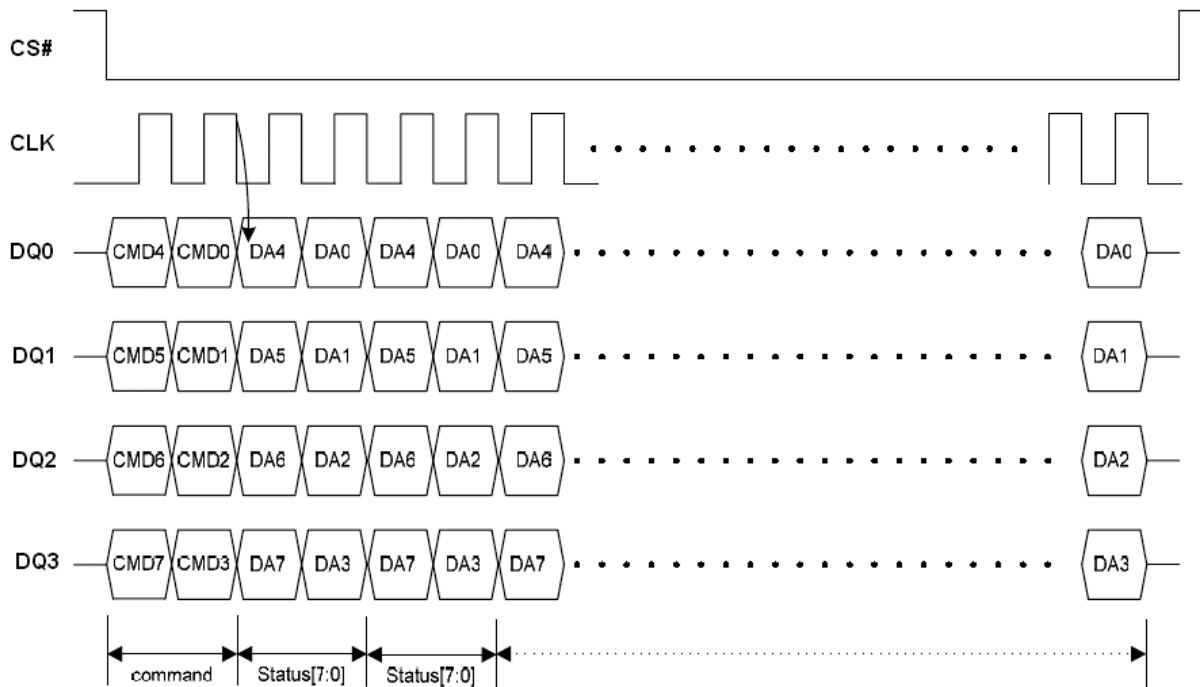 CS#
CLK
DQ0 CMD4 CMD0 DA4 DA0 DA4 DA0 DA4 DA0
DQ1 CMD5 CMD1 DA5 DA1 DA5 DA1 DA5 DA1
DQ2 CMD6 CMD2 DA6 DA2 DA6 DA2 DA6 DA2
DQ3 CMD7 CMD3 DA7 DA3 DA7 DA3 DA7 DA3
command Status[7:0] Status[7:0]